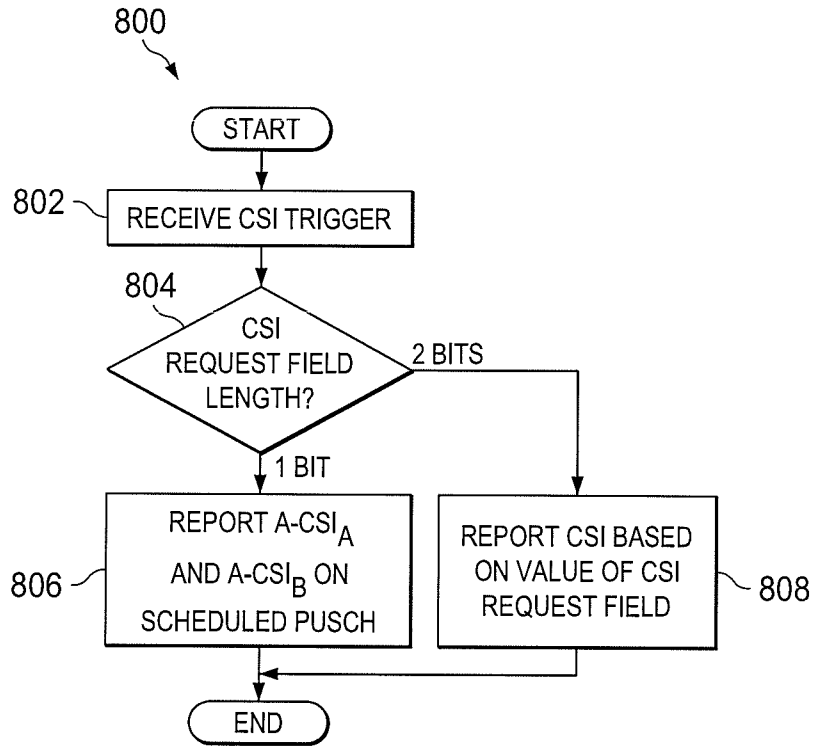 800
START
802
RECEIVE CSI TRIGGER
804
CSI
REQUEST FIELD
LENGTH?
2 BITS
1 BIT
806
REPORT A-CSI_A
AND A-CSI_B ON
SCHEDULED PUSCH
REPORT CSI BASED
ON VALUE OF CSI
REQUEST FIELD
808
END